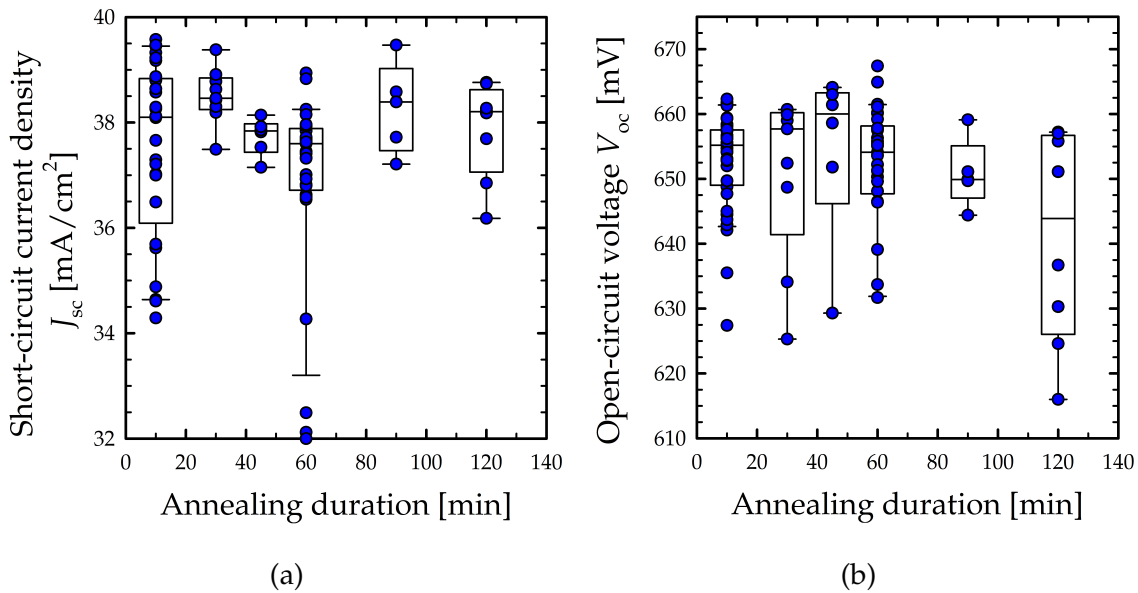 Short-circuit current density
J_sc [mA/cm²]
40
38
36
34
32
0 20 40 60 80 100 120 140
Annealing duration [min]
(a)
Open-circuit voltage V_oc [mV]
670
660
650
640
630
620
610
0 20 40 60 80 100 120 140
Annealing duration [min]
(b)